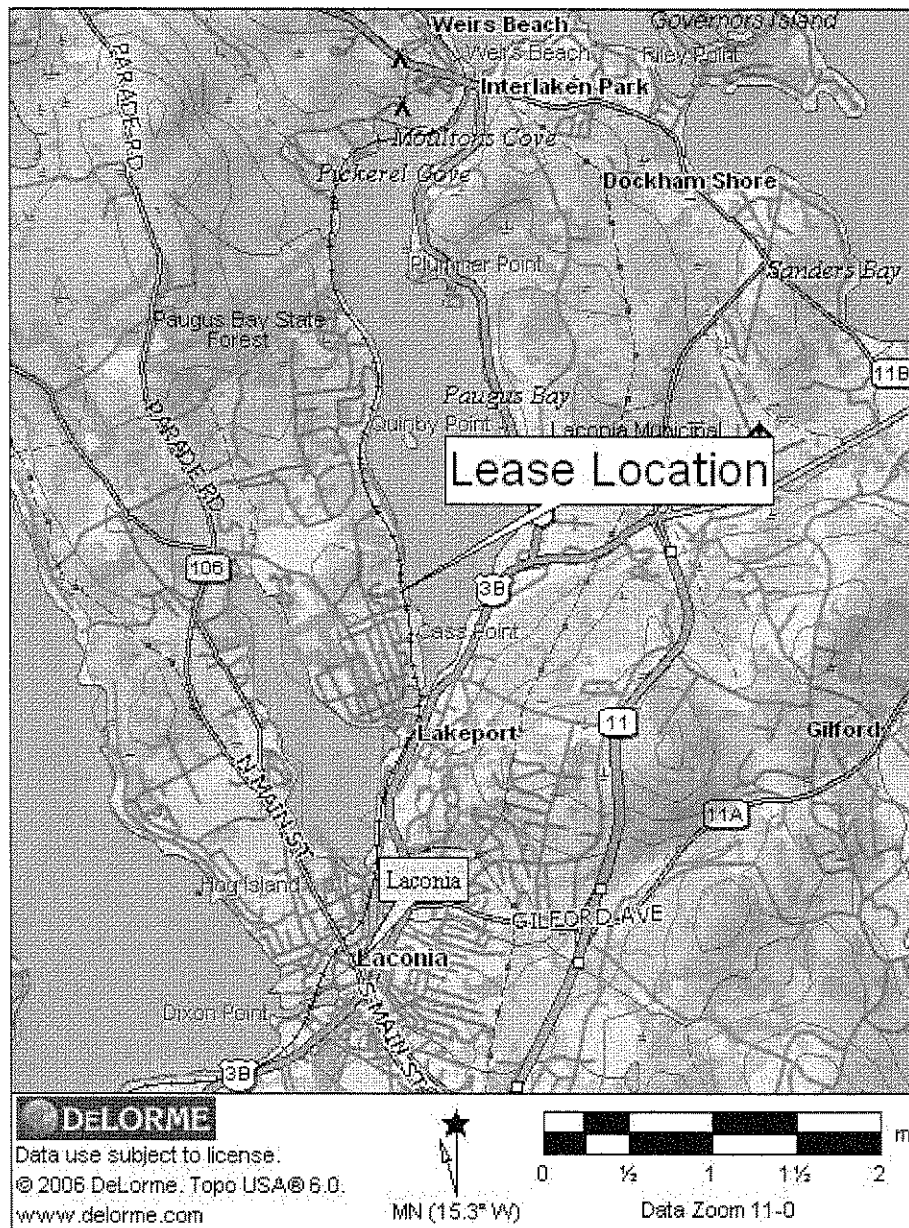 Governors Island
Weirs Beach
Weirs Beach
Riley Point
PARADE RD
Interlaken Park
Moultons Cove
Pickerel Cove
Dockham Shore
Plummer Point
Sanders Bay
Paugus Bay State
Forest
11B
Paugus Bay
PARADE RD
Quinby Point
Laconia Municipal
Lease Location
106
3B
Cass Point
11
Lakeport
Gilford
N MAIN ST
11A
Hog Island
Laconia
GILFORD AVE
Laconia
Dixon Point
S MAIN ST
3B
DELORME
Data use subject to license.
© 2006 DeLorme. Topo USA® 6.0.
www.delorme.com
MN (15.3° W)
m
0 ½ 1 1½ 2
Data Zoom 11-0